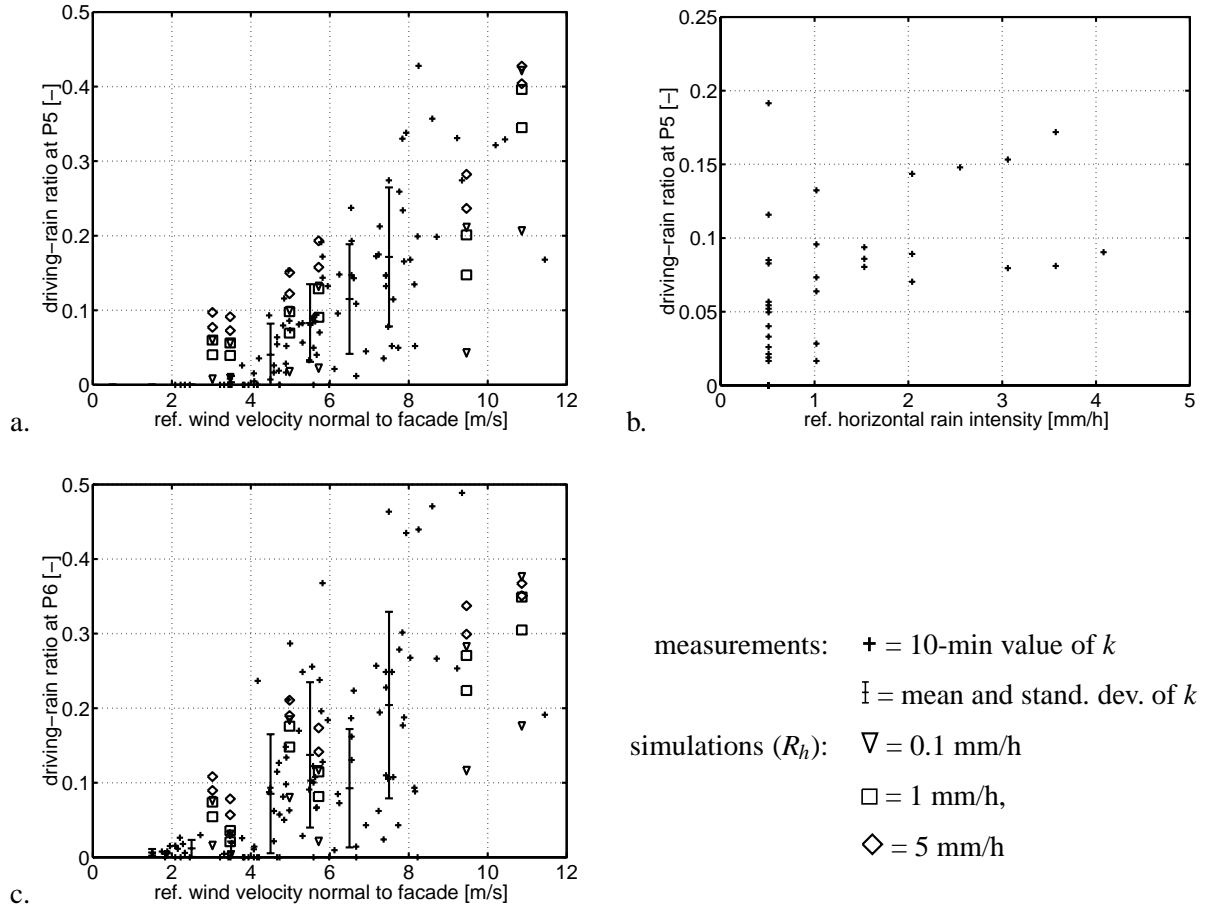 0.5
0.4
0.3
0.2
0.1
0
driving−rain ratio at P5 [−]
0 2 4 6 8 10 12
ref. wind velocity normal to facade [m/s]
a.
0.25
0.2
0.15
0.1
0.05
0
driving−rain ratio at P5 [−]
0 1 2 3 4 5
ref. horizontal rain intensity [mm/h]
b.
0.5
0.4
0.3
0.2
0.1
0
driving−rain ratio at P6 [−]
0 2 4 6 8 10 12
ref. wind velocity normal to facade [m/s]
c.
measurements: + = 10-min value of k
= mean and stand. dev. of k
simulations (Rh): ▽ = 0.1 mm/h
□ = 1 mm/h,
◇ = 5 mm/h